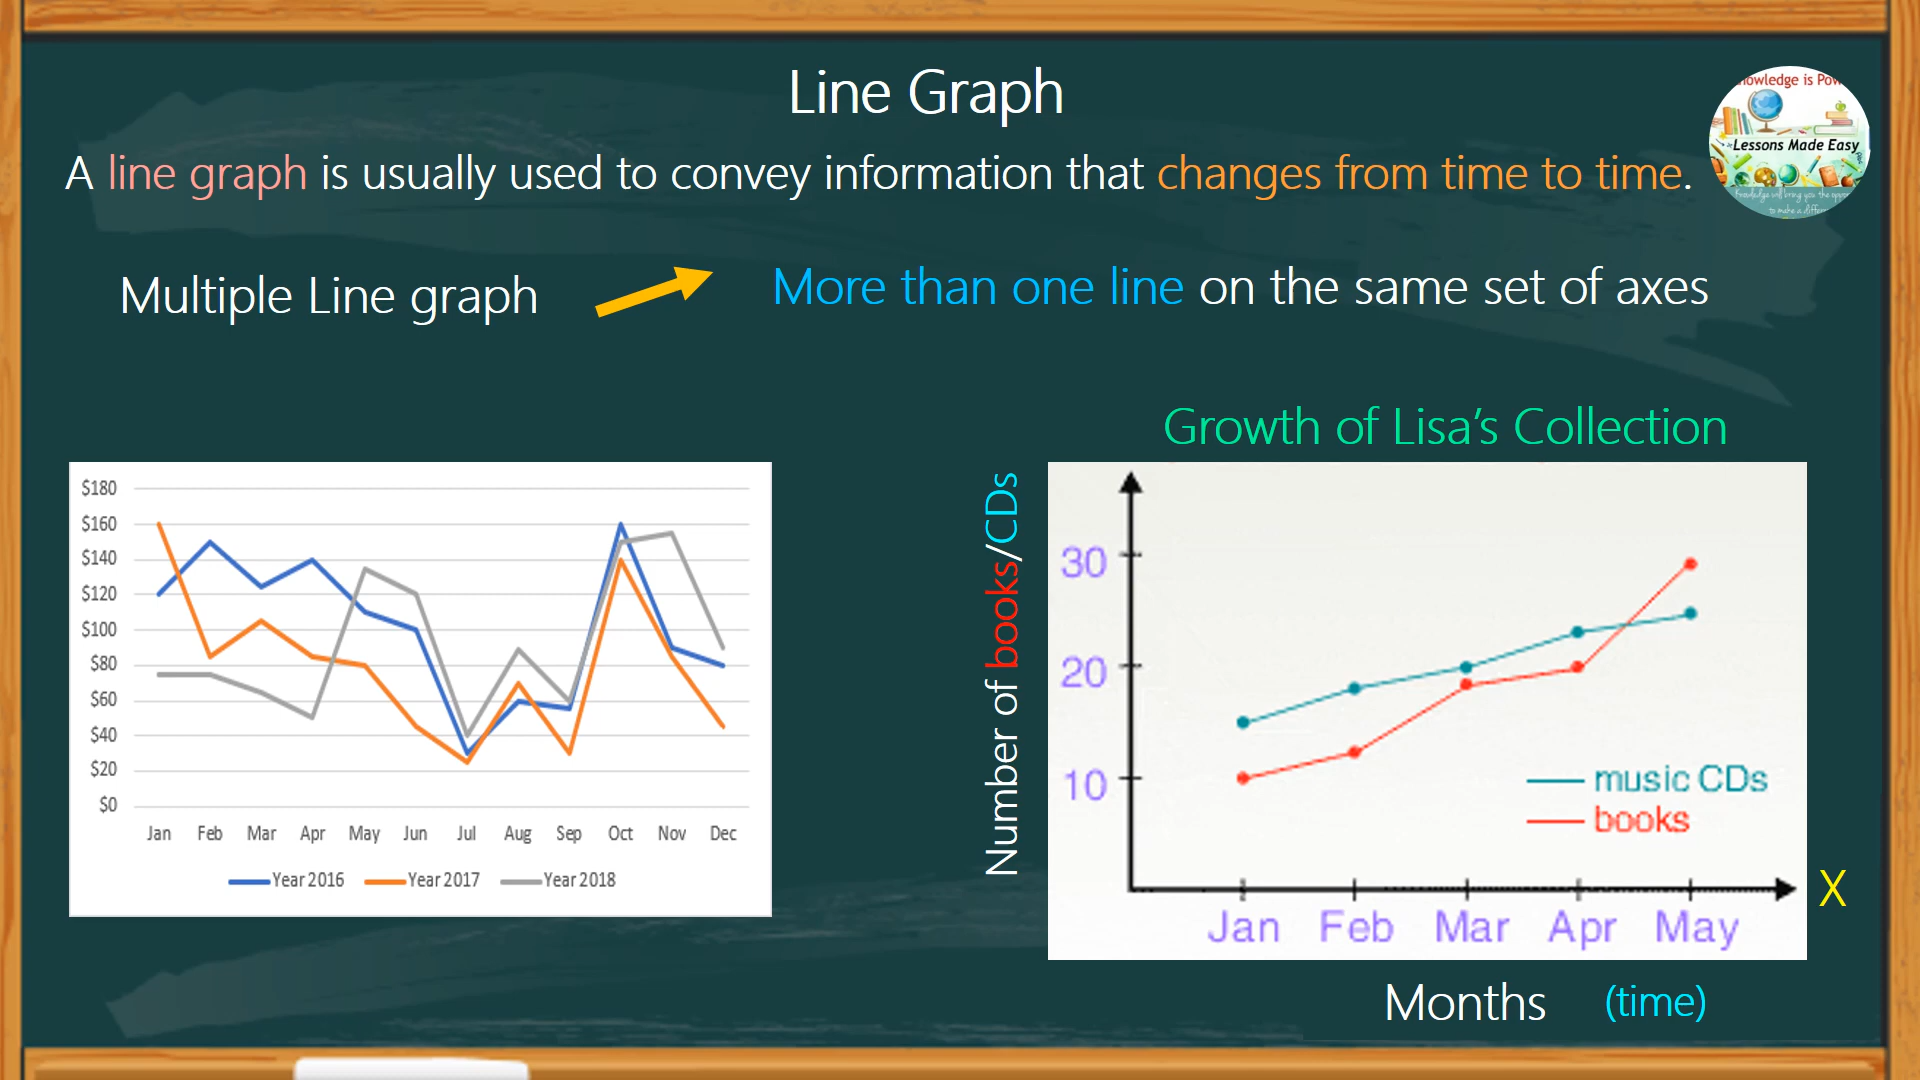 Line Graph
A line graph is usually used to convey information that changes from time to time.
nowledge is Pow
Lessons Made Easy
Multiple Line graph
More than one line on the same set of axes
Growth of Lisa's Collection
$180
$160
$140
$120
$100
$80
$60
$40
$20
$0
Jan Feb Mar Apr May Jun Jul Aug Sep Oct Nov Dec
Year 2016 Year 2017 Year 2018
Number of books/CDs
30
20
10
music CDs
books
X
Jan Feb Mar Apr May
Months (time)